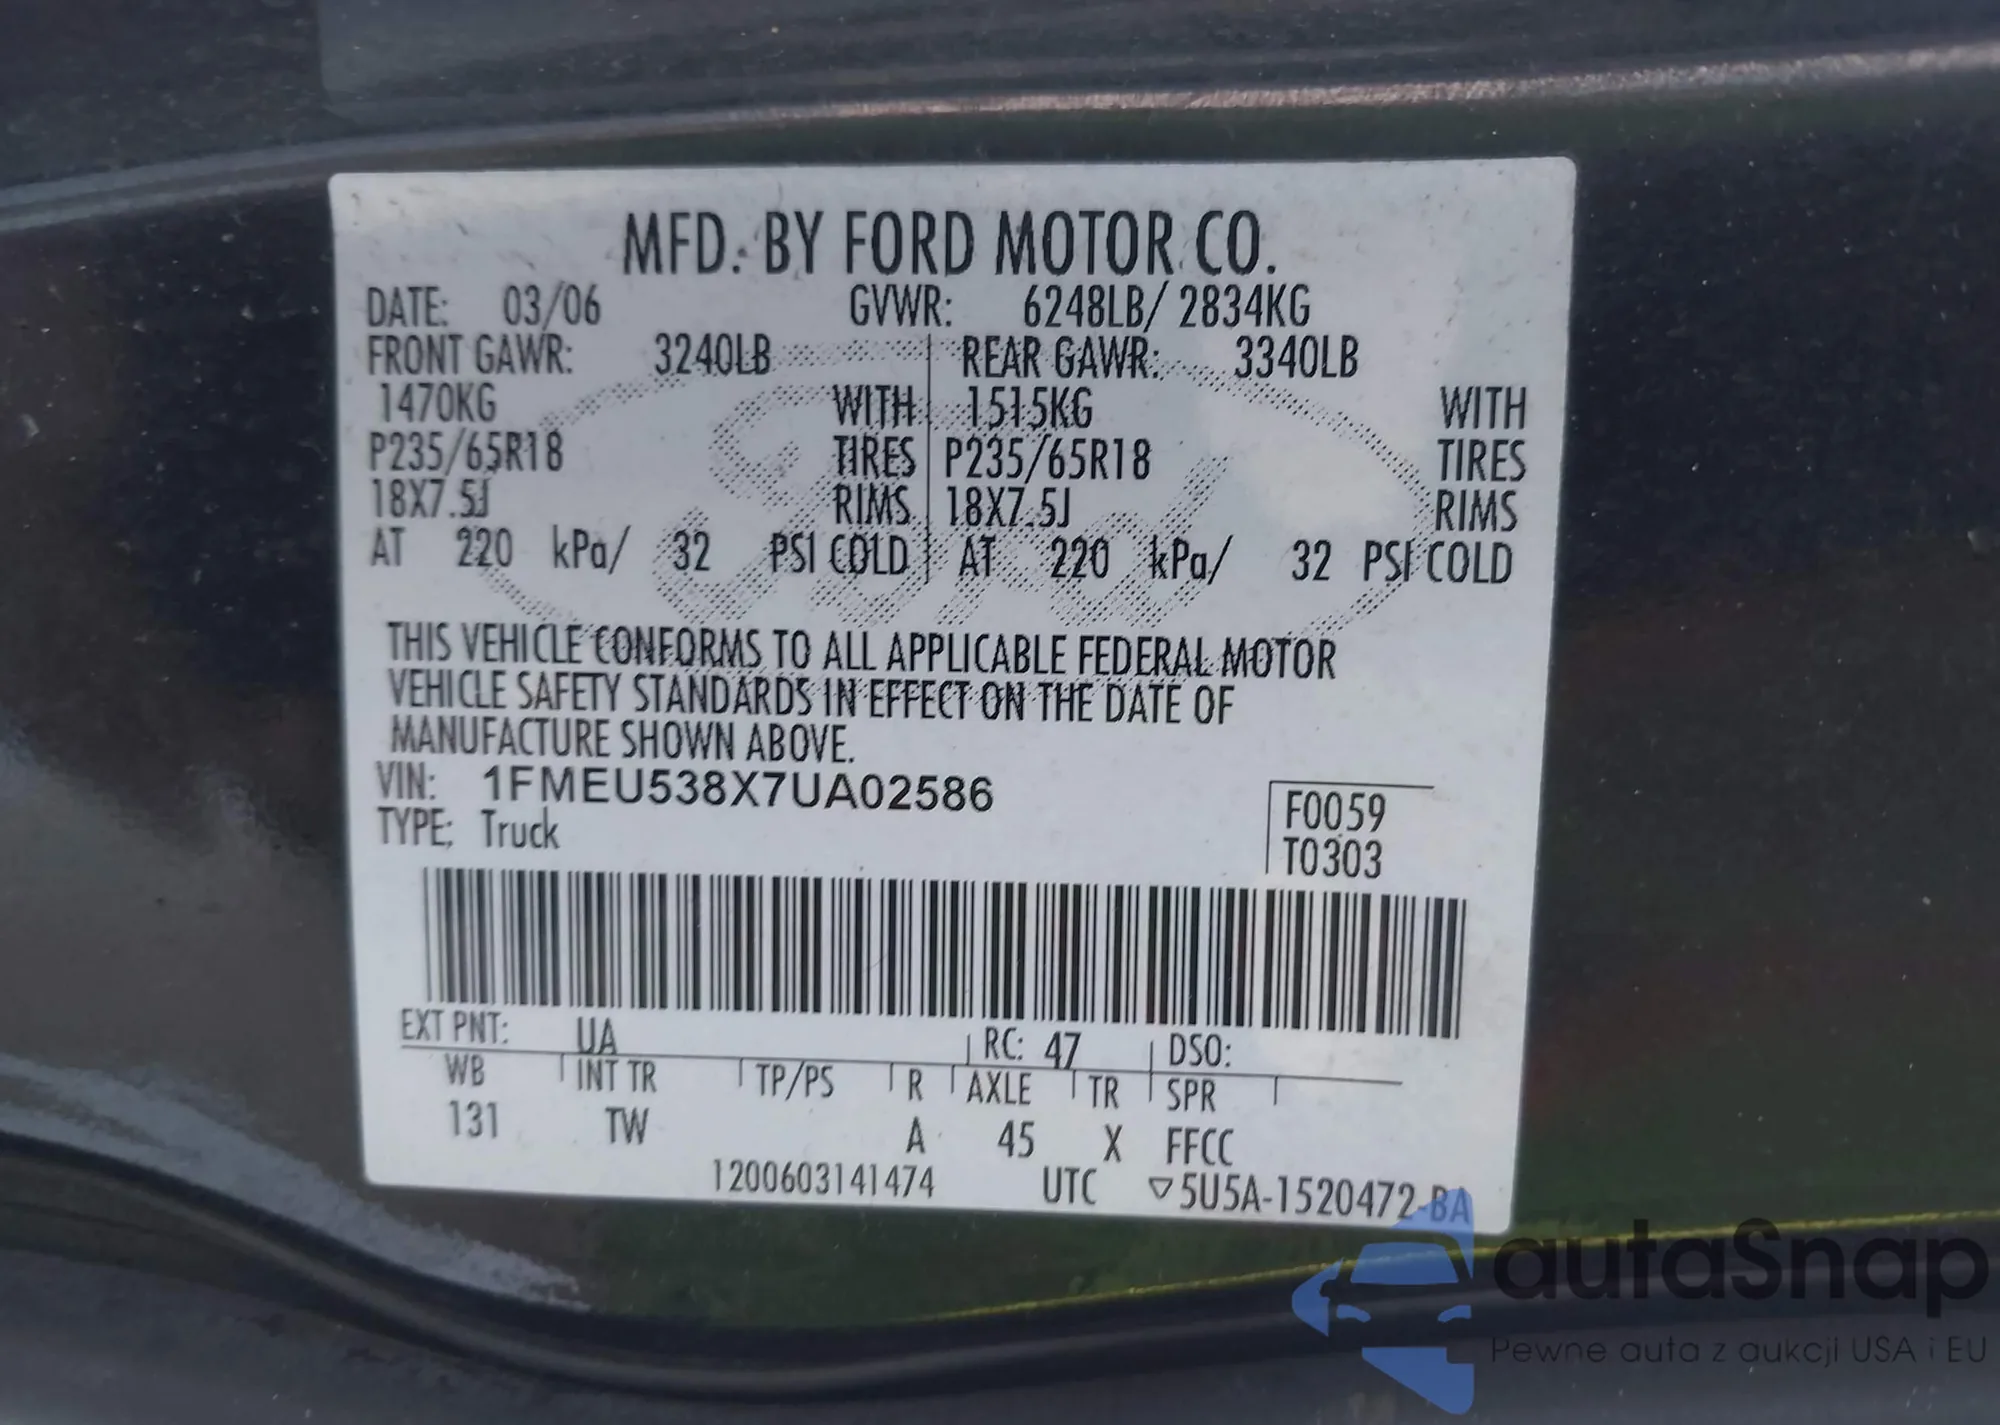 MFD. BY FORD MOTOR CO.
DATE: 03/06 GVWR: 6248LB/ 2834KG
FRONT GAWR: 3240LB REAR GAWR: 3340LB
1470KG WITH 1515KG WITH
P235/65R18 TIRES P235/65R18 TIRES
18X7.5J RIMS 18X7.5J RIMS
AT 220 kPa/ 32 PSI COLD AT 220 kPa/ 32 PSI COLD
THIS VEHICLE CONFORMS TO ALL APPLICABLE FEDERAL MOTOR
VEHICLE SAFETY STANDARDS IN EFFECT ON THE DATE OF
MANUFACTURE SHOWN ABOVE.
VIN: 1FMEU538X7UA02586
F0059
TYPE: Truck
T0303
EXT PNT: UA RC: 47 DSO:
WB INT TR TP/PS R AXLE TR SPR
131 TW A 45 X FFCC
1200603141474 UTC ▽5U5A-1520472-BA
autaSnap
Pewne auta z aukcji USA i EU